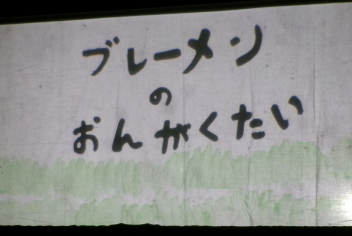 ブレーメン
の
おんがくたい